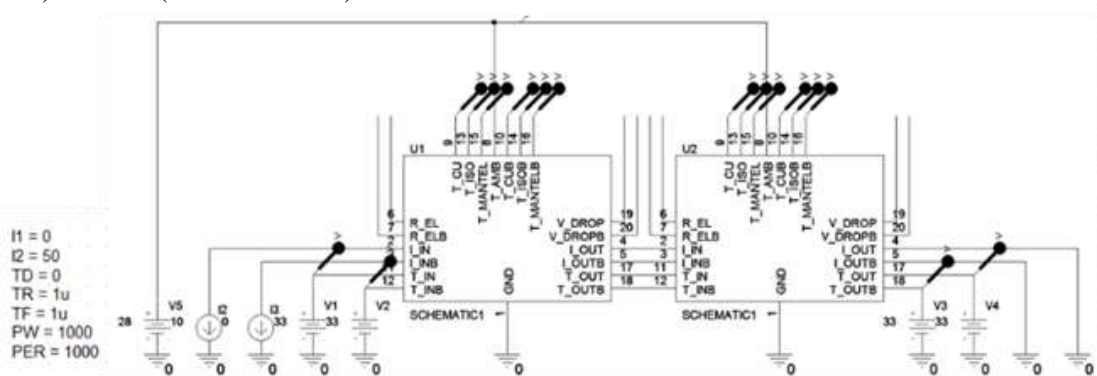 I1 = 0
I2 = 50
TD = 0
TR = 1u
TF = 1u
PW = 1000
PER = 1000
28
V5
10
I2
0
I3
33
V1
33
V2
0
0
0
0
0
U1
9
13
15
8
10
14
16
T_CU
T_ISO
T_MANTEL
T_AMB
T_CUB
T_ISOB
T_MANTELB
6
7
2
12
R_EL
R_ELB
I_IN
I_INB
T_IN
T_INB
V_DROP
V_DROPB
I_OUT
I_OUTB
T_OUT
T_OUTB
19
20
4
5
17
18
GND
SCHEMATIC1
1
0
U2
9
13
15
8
10
14
16
T_CU
T_ISO
T_MANTEL
T_AMB
T_CUB
T_ISOB
T_MANTELB
6
7
2
3
11
12
R_EL
R_ELB
I_IN
I_INB
T_IN
T_INB
V_DROP
V_DROPB
I_OUT
I_OUTB
T_OUT
T_OUTB
19
20
4
5
17
18
GND
SCHEMATIC1
1
0
33
V3
33
V4
0
0
0
0